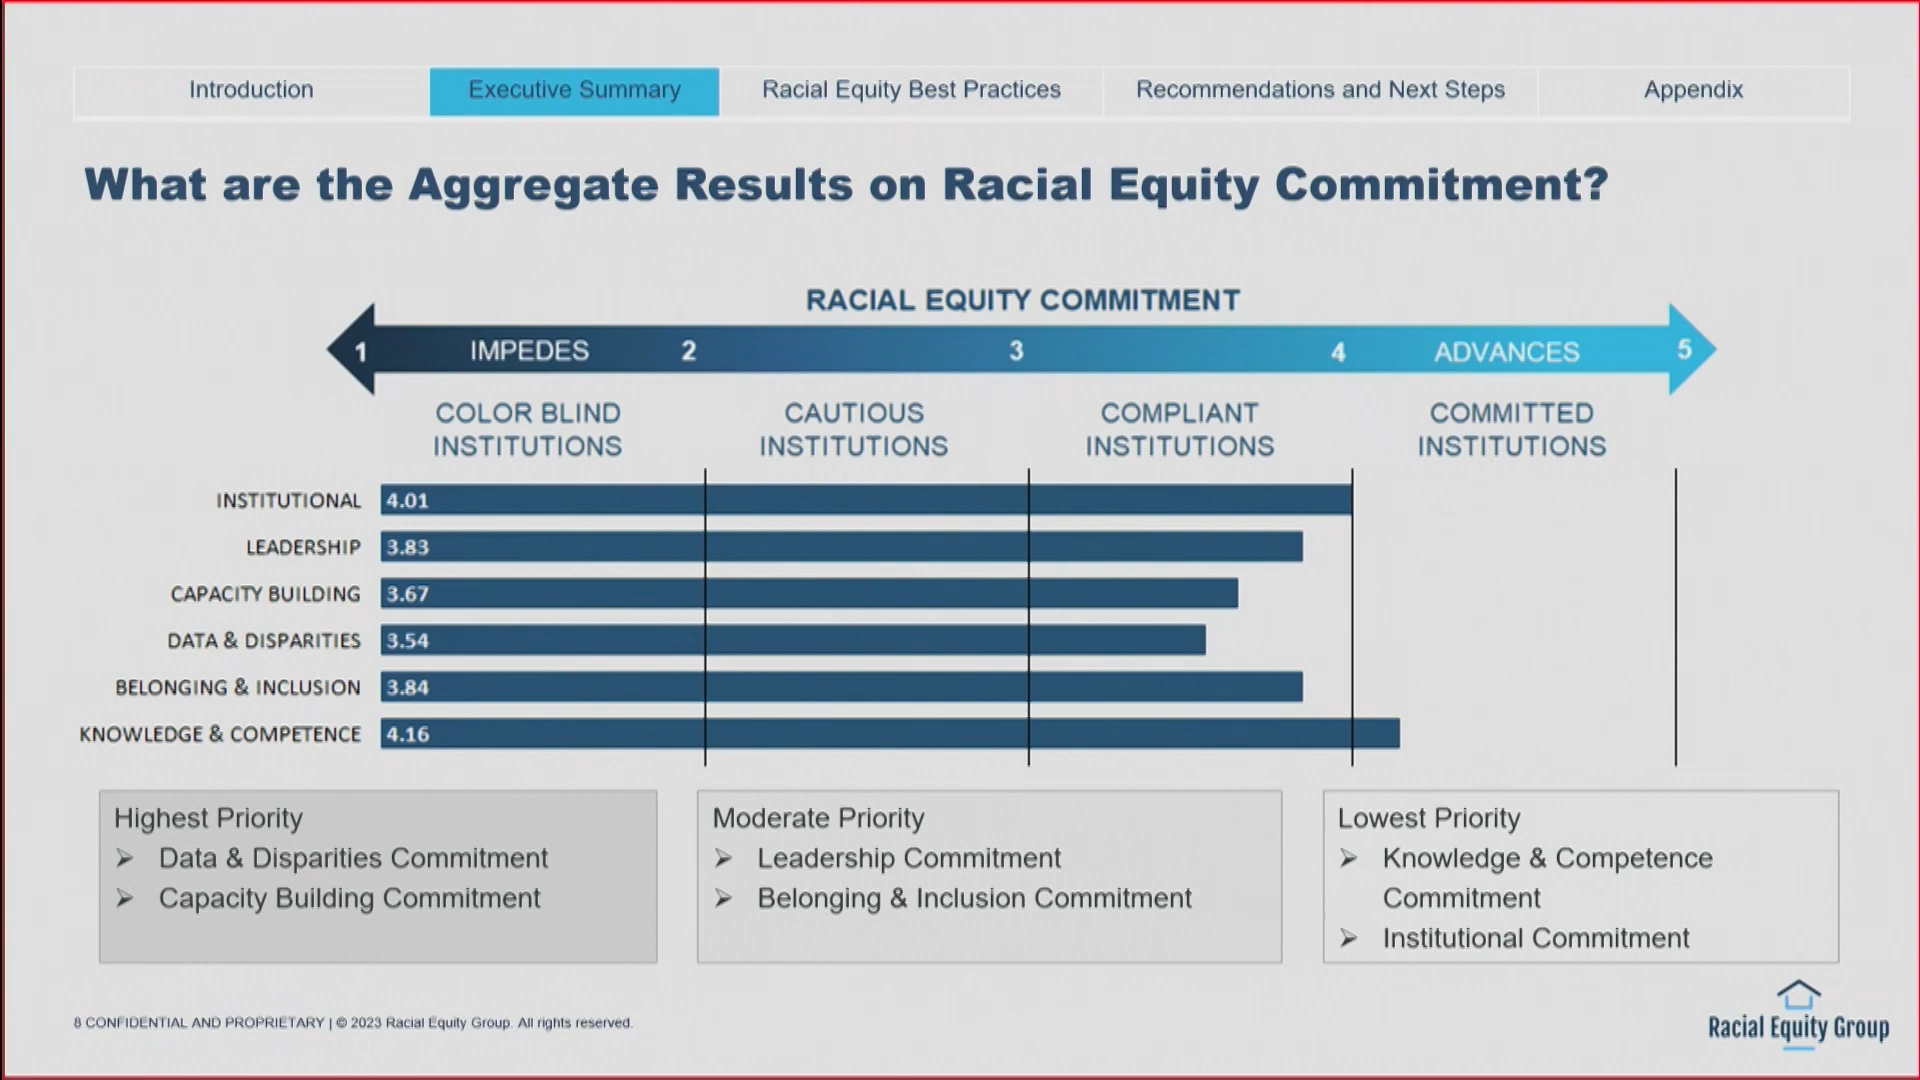 Introduction
Executive Summary
Racial Equity Best Practices
Recommendations and Next Steps
Appendix
What are the Aggregate Results on Racial Equity Commitment?
RACIAL EQUITY COMMITMENT
1 IMPEDES 2 3 4 ADVANCES 5
COLOR BLIND
INSTITUTIONS
CAUTIOUS
INSTITUTIONS
COMPLIANT
INSTITUTIONS
COMMITTED
INSTITUTIONS
INSTITUTIONAL 4.01
LEADERSHIP 3.83
CAPACITY BUILDING 3.67
DATA & DISPARITIES 3.54
BELONGING & INCLUSION 3.84
KNOWLEDGE & COMPETENCE 4.16
Highest Priority
➢ Data & Disparities Commitment
➢ Capacity Building Commitment
Moderate Priority
➢ Leadership Commitment
➢ Belonging & Inclusion Commitment
Lowest Priority
➢ Knowledge & Competence
Commitment
➢ Institutional Commitment
8 CONFIDENTIAL AND PROPRIETARY | © 2023 Racial Equity Group. All rights reserved.
Racial Equity Group